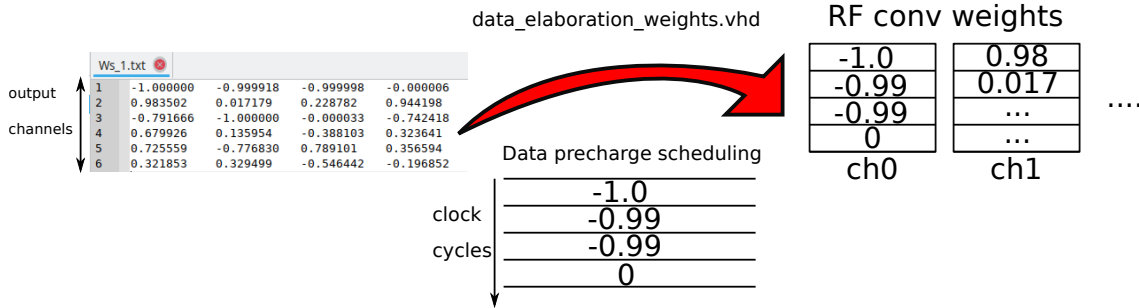 data_elaboration_weights.vhd
RF conv weights
Ws_1.txt
output
channels
1 -1.000000 -0.999918 -0.999998 -0.000006
2 0.983502 0.017179 0.228782 0.944198
3 -0.791666 -1.000000 -0.000033 -0.742418
4 0.679926 0.135954 -0.388103 0.323641
5 0.725559 -0.776830 0.789101 0.356594
6 0.321853 0.329499 -0.546442 -0.196852
-1.0 0.98
-0.99 0.017
-0.99 ...
0 ...
ch0 ch1
....
Data precharge scheduling
clock
cycles
-1.0
-0.99
-0.99
0